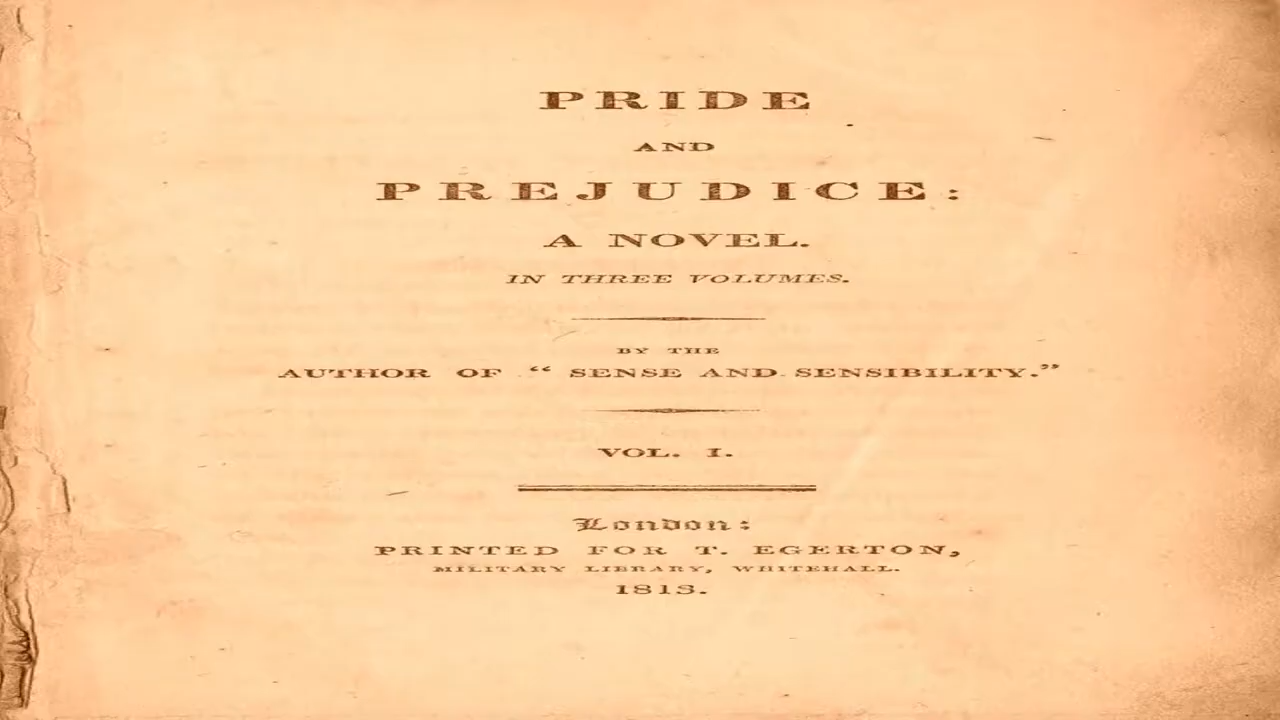 PRIDE
AND
PREJUDICE:
A NOVEL.
IN THREE VOLUMES.
BY THE
AUTHOR OF “ SENSE AND SENSIBILITY.”
VOL. I.
London:
PRINTED FOR T. EGERTON,
MILITARY LIBRARY, WHITEHALL.
1813.